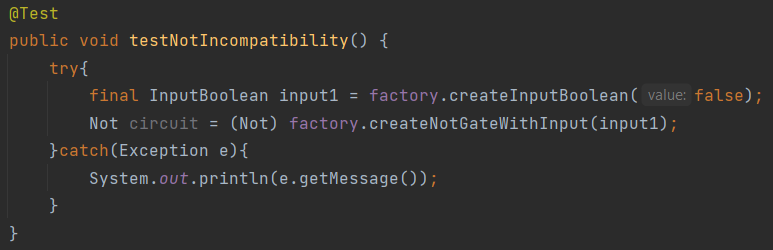 @Test
public void testNotIncompatibility() {
    try{
        final InputBoolean input1 = factory.createInputBoolean( value: false);
        Not circuit = (Not) factory.createNotGateWithInput(input1);
    }catch(Exception e){
        System.out.println(e.getMessage());
    }
}